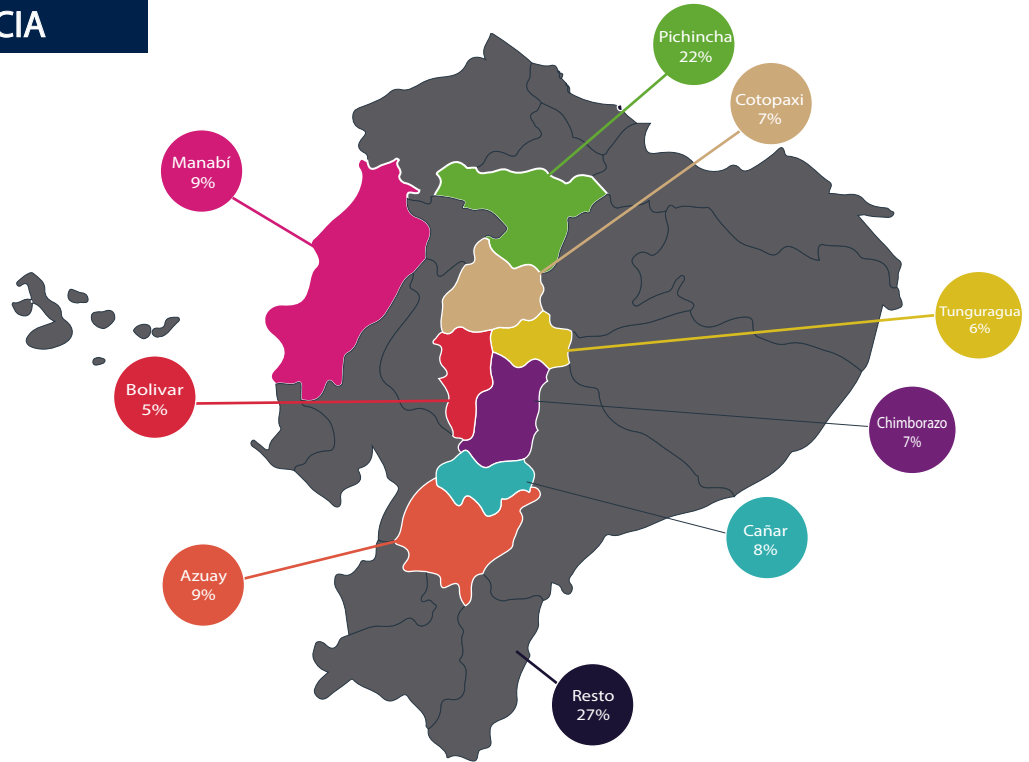 CIA
Pichincha
22%
Cotopaxi
7%
Manabí
9%
Tunguragua
6%
Bolivar
5%
Chimborazo
7%
Cañar
8%
Azuay
9%
Resto
27%